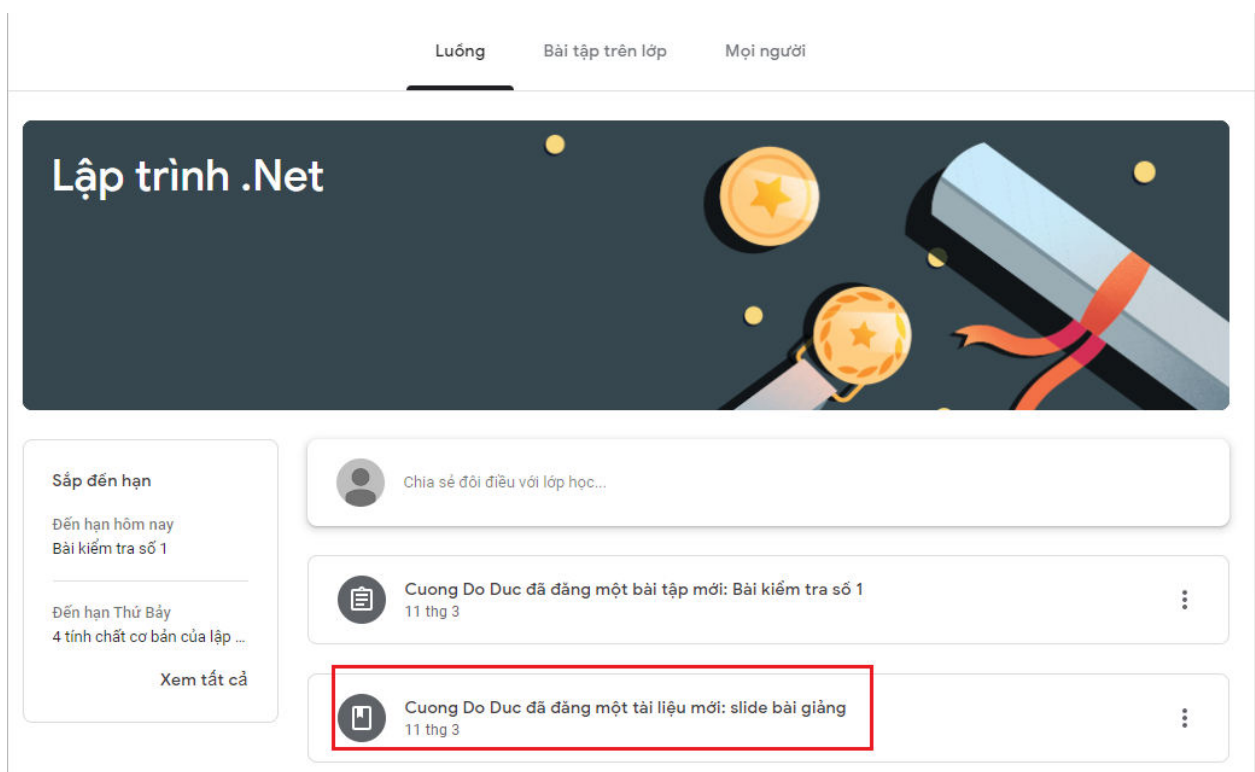 Luồng
Bài tập trên lớp
Mọi người
Lập trình .Net
Sắp đến hạn
Đến hạn hôm nay
Bài kiểm tra số 1
Đến hạn Thứ Bảy
4 tính chất cơ bản của lập ...
Xem tất cả
Chia sẻ đôi điều với lớp học...
Cuong Do Duc đã đăng một bài tập mới: Bài kiểm tra số 1
11 thg 3
Cuong Do Duc đã đăng một tài liệu mới: slide bài giảng
11 thg 3